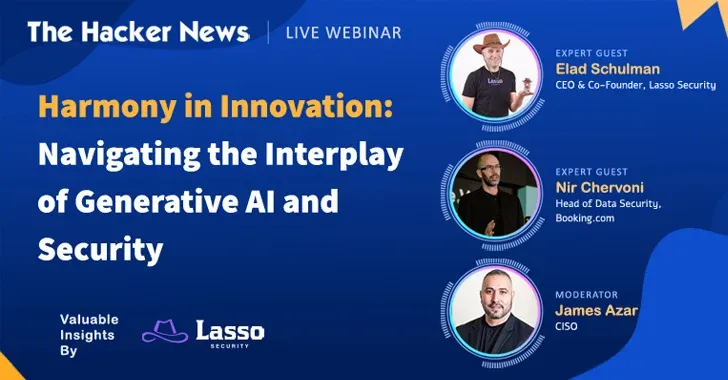 The Hacker News
LIVE WEBINAR
Harmony in Innovation:
Navigating the Interplay
of Generative AI and
Security
Valuable
Insights
By
Lasso
SECURITY
EXPERT GUEST
Elad Schulman
CEO & Co-Founder, Lasso Security
EXPERT GUEST
Nir Chervoni
Head of Data Security,
Booking.com
MODERATOR
James Azar
CISO